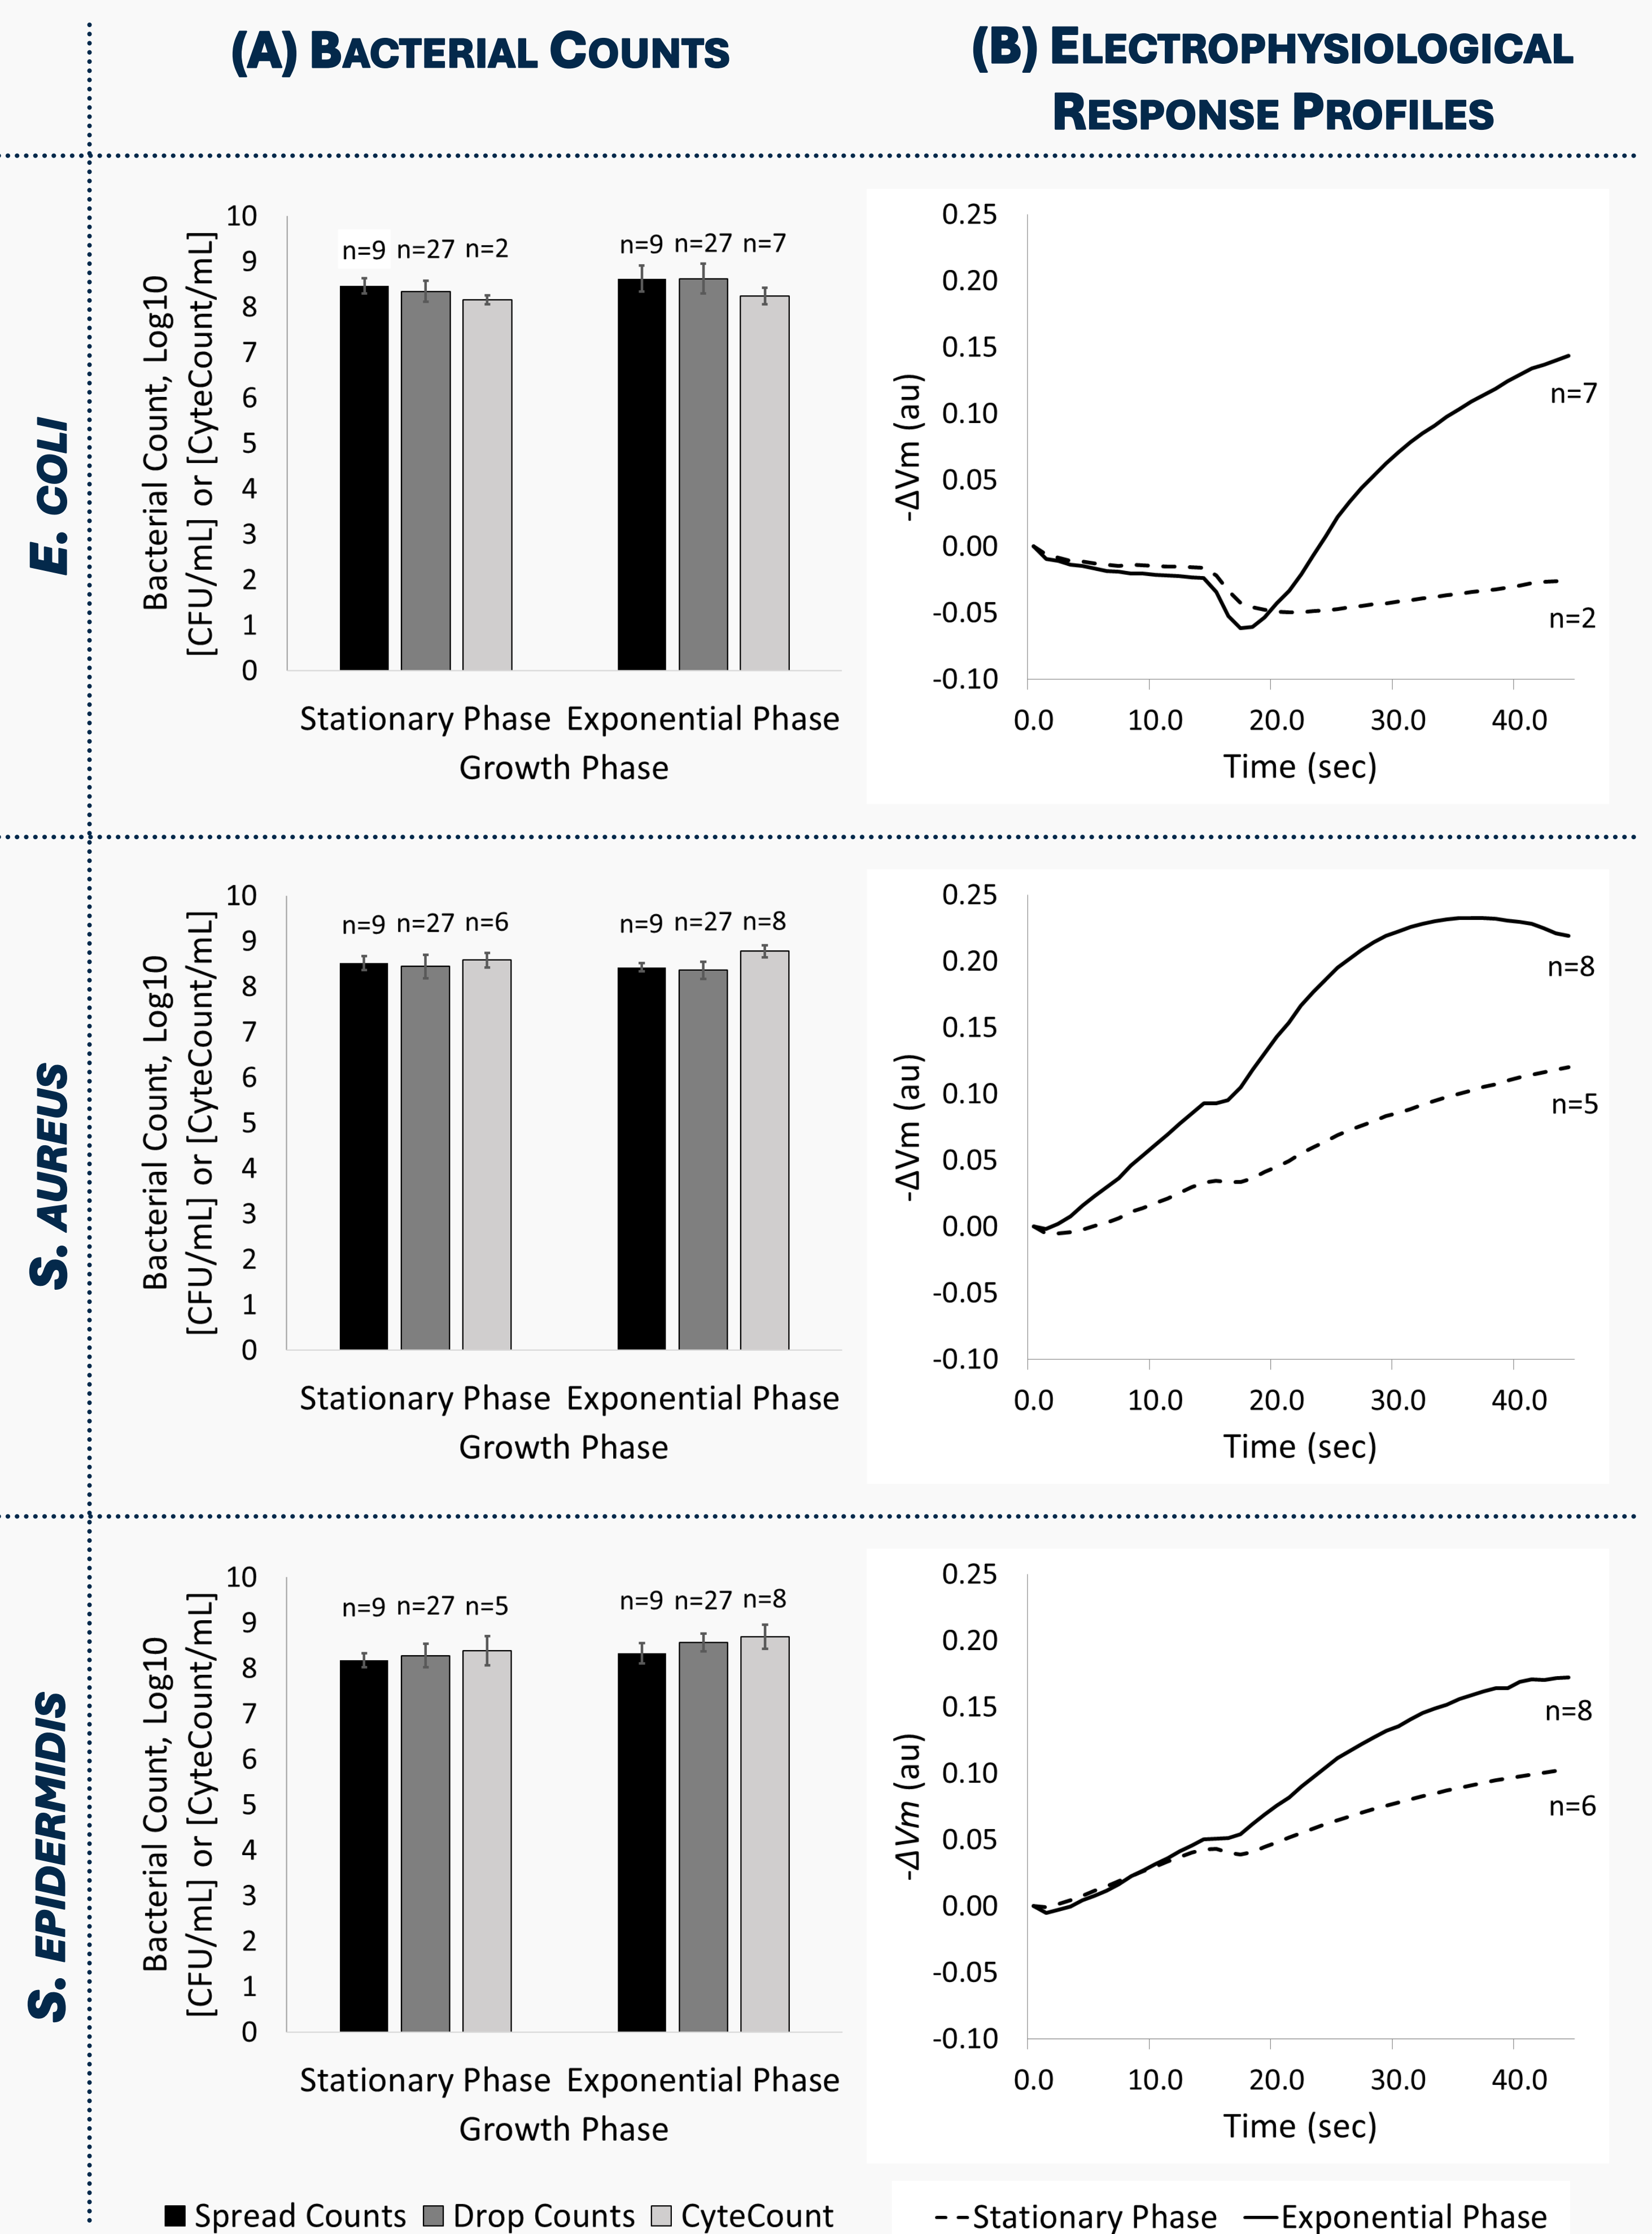 (A) BACTERIAL COUNTS
(B) ELECTROPHYSIOLOGICAL
RESPONSE PROFILES
E. COLI
Bacterial Count, Log10
[CFU/mL] or [CyteCount/mL]
10
9
8
7
6
5
4
3
2
1
0
n=9 n=27 n=2
n=9 n=27 n=7
Stationary Phase Exponential Phase
Growth Phase
-ΔVm (au)
0.25
0.20
0.15
0.10
0.05
0.00
-0.05
-0.10
n=7
n=2
0.0 10.0 20.0 30.0 40.0
Time (sec)
S. AUREUS
Bacterial Count, Log10
[CFU/mL] or [CyteCount/mL]
10
9
8
7
6
5
4
3
2
1
0
n=9 n=27 n=6
n=9 n=27 n=8
Stationary Phase Exponential Phase
Growth Phase
-ΔVm (au)
0.25
0.20
0.15
0.10
0.05
0.00
-0.05
-0.10
n=8
n=5
0.0 10.0 20.0 30.0 40.0
Time (sec)
S. EPIDERMIDIS
Bacterial Count, Log10
[CFU/mL] or [CyteCount/mL]
10
9
8
7
6
5
4
3
2
1
0
n=9 n=27 n=5
n=9 n=27 n=8
Stationary Phase Exponential Phase
Growth Phase
-ΔVm (au)
0.25
0.20
0.15
0.10
0.05
0.00
-0.05
-0.10
n=8
n=6
0.0 10.0 20.0 30.0 40.0
Time (sec)
Spread Counts Drop Counts CyteCount
Stationary Phase Exponential Phase